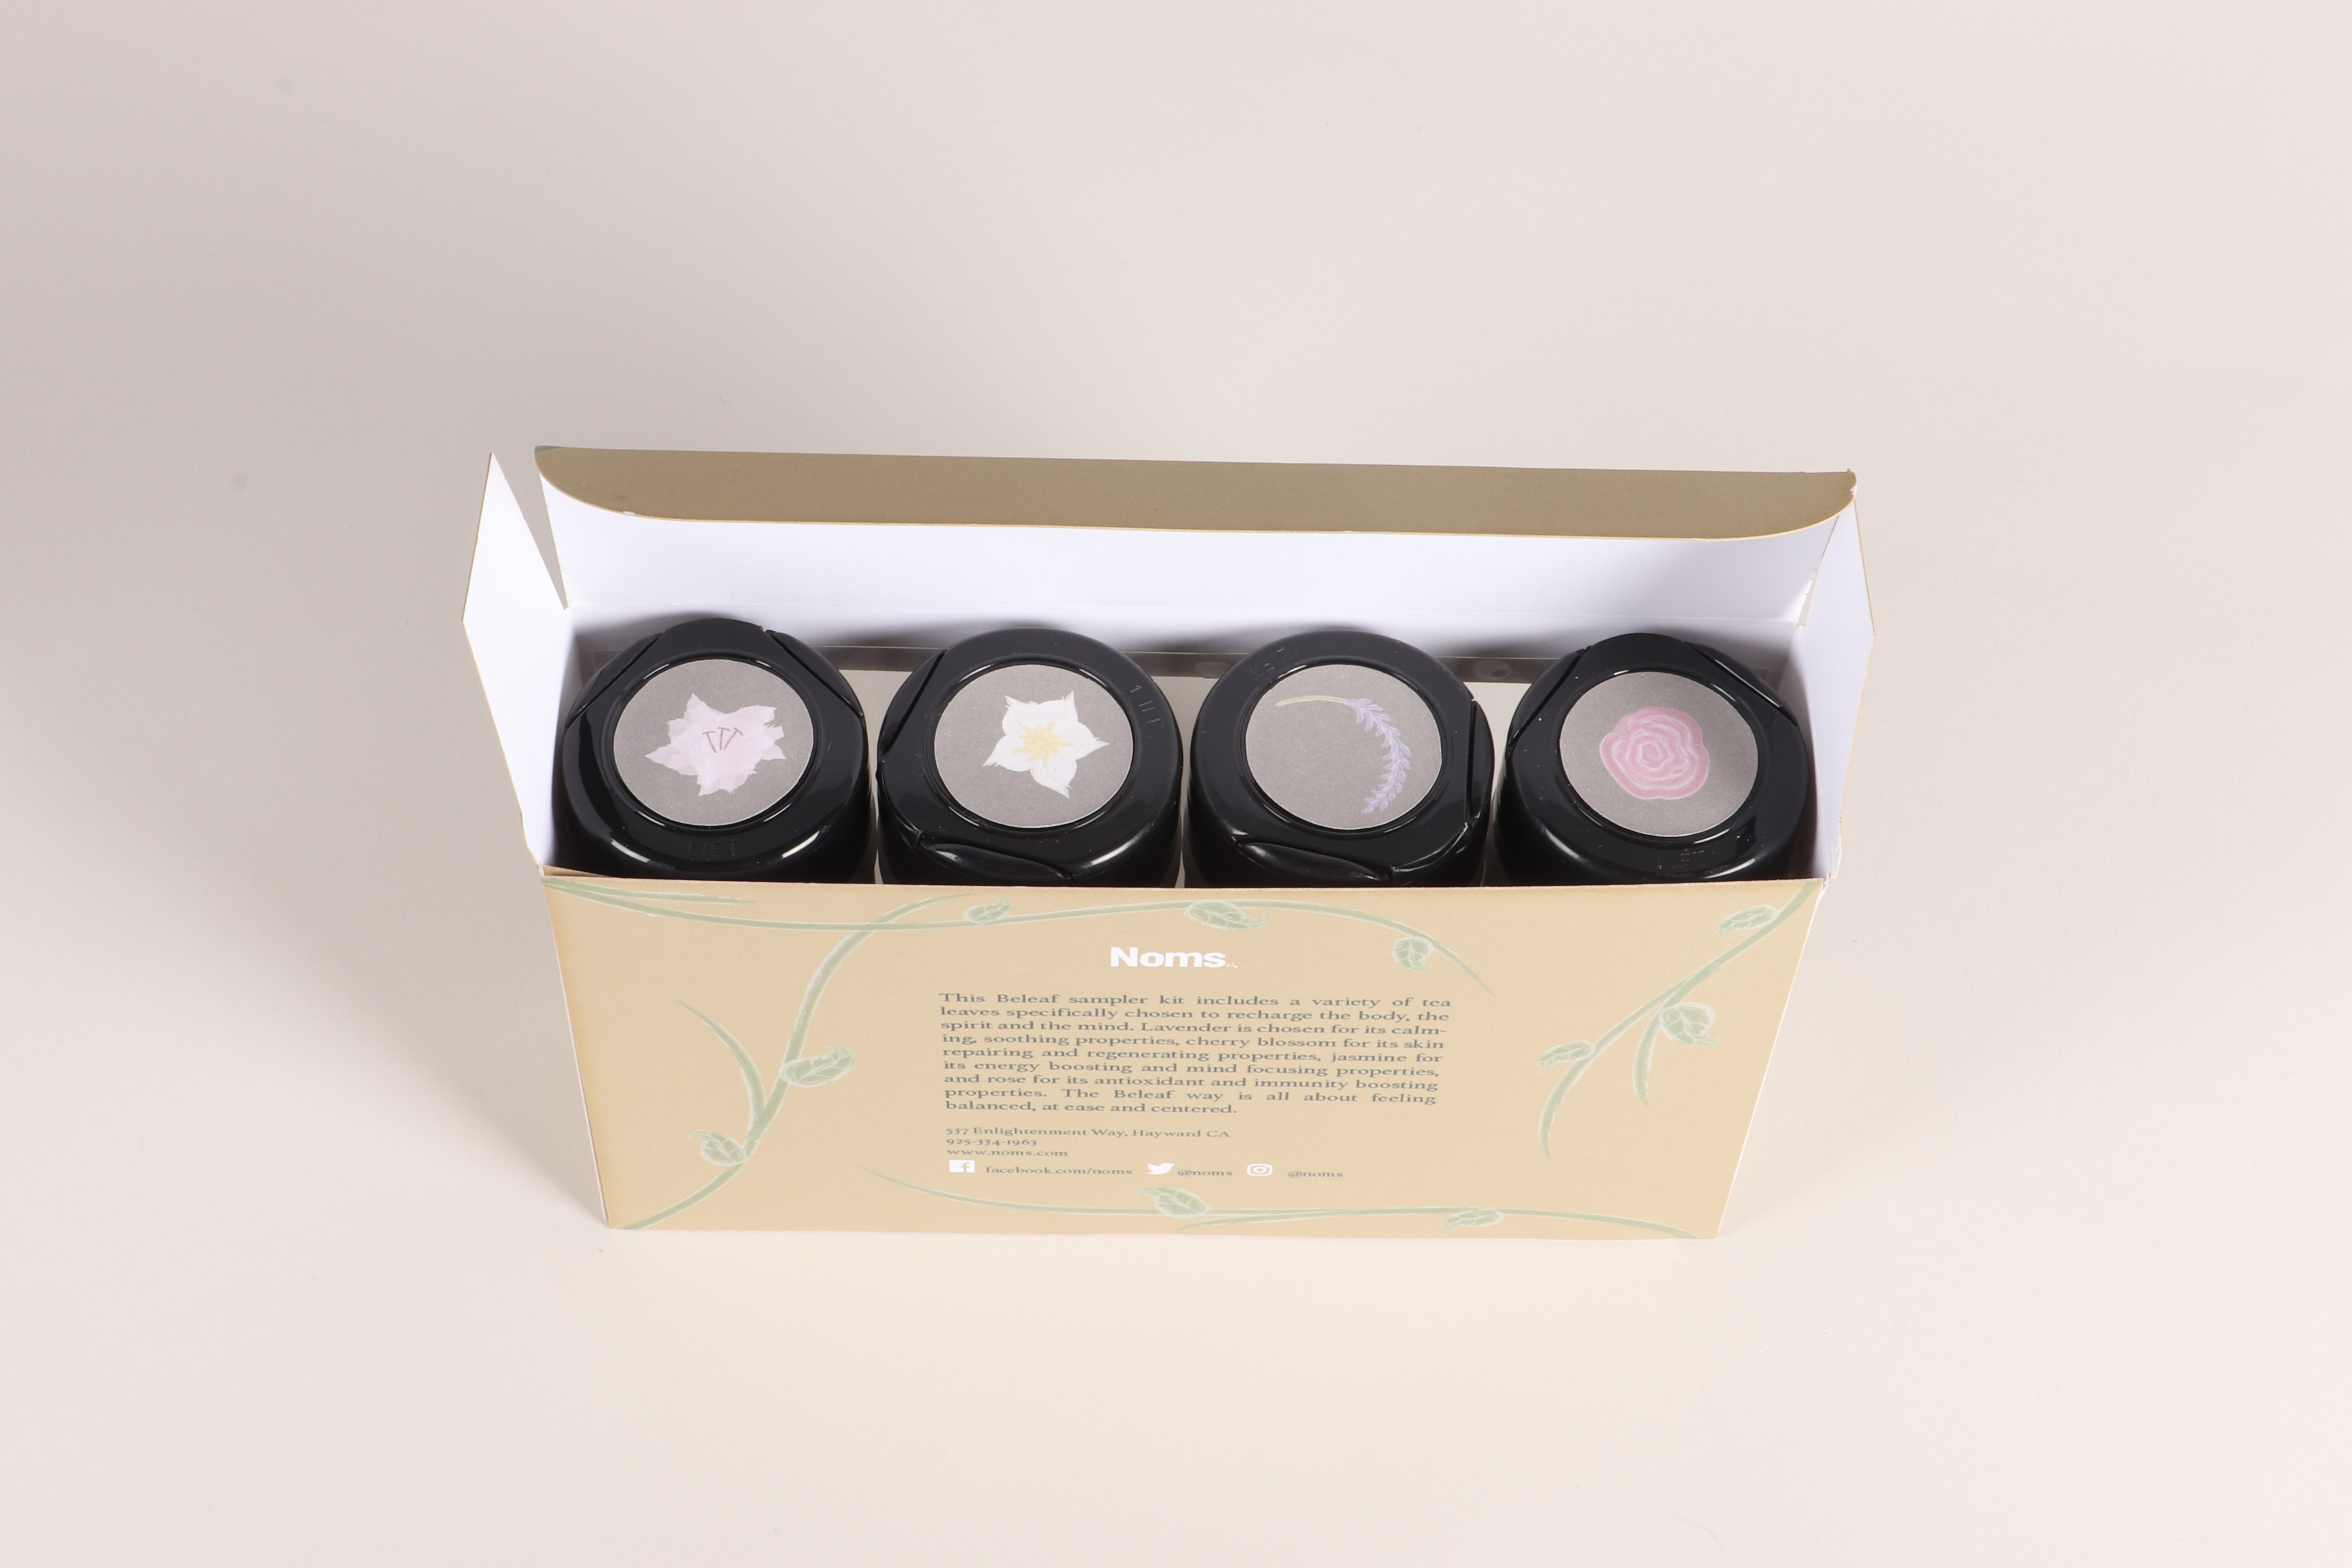 LIFT
LIFT
LIFT
LIFT
Noms
This Beleaf sampler kit includes a variety of tea
leaves specifically chosen to recharge the body, the
spirit and the mind. Lavender is chosen for its calm-
ing, soothing properties, cherry blossom for its skin
repairing and regenerating properties, jasmine for
its energy boosting and mind focusing properties,
and rose for its antioxidant and immunity boosting
properties. The Beleaf way is all about feeling
balanced, at ease and centered.
537 Enlightenment Way, Hayward CA
925-334-1963
www.noms.com
facebook.com/noms @noms @noms